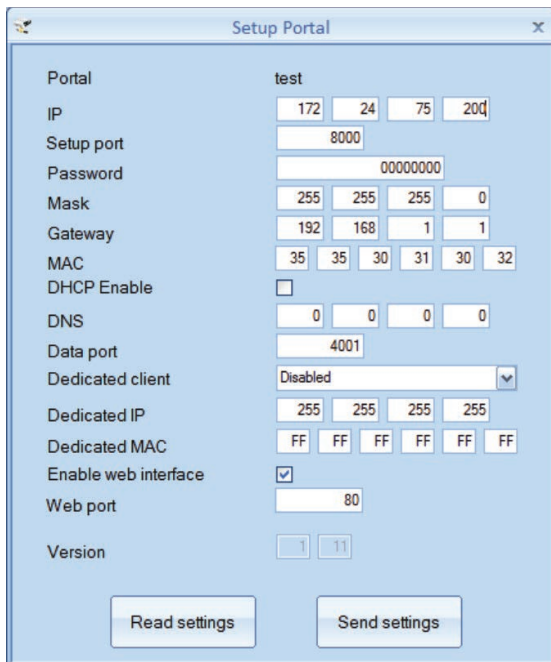 Setup Portal x
Portal test
IP 172 24 75 200
Setup port 8000
Password 00000000
Mask 255 255 255 0
Gateway 192 168 1 1
MAC 35 35 30 31 30 32
DHCP Enable
DNS 0 0 0 0
Data port 4001
Dedicated client Disabled
Dedicated IP 255 255 255 255
Dedicated MAC FF FF FF FF FF FF
Enable web interface
Web port 80
Version 1 11
Read settings Send settings